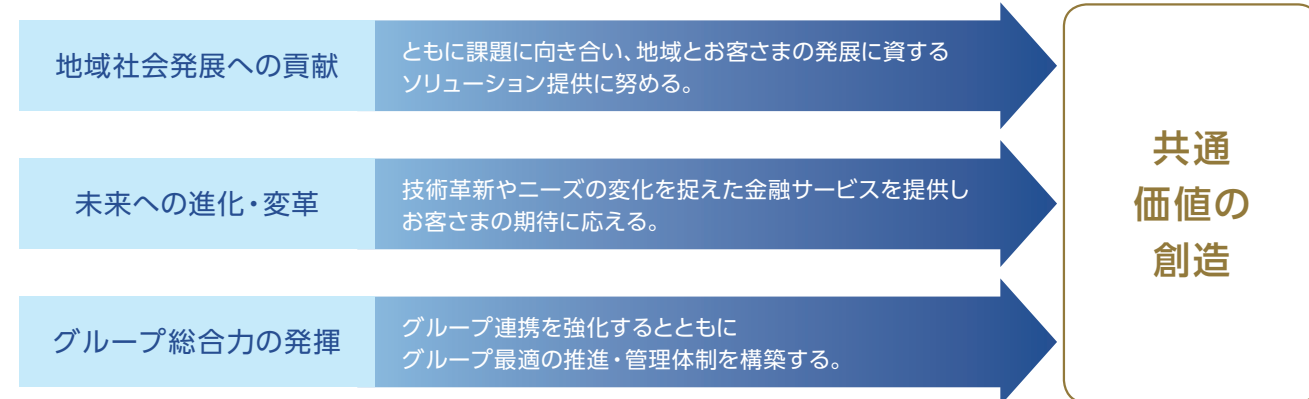 地域社会発展への貢献
ともに課題に向き合い、地域とお客さまの発展に資する
ソリューション提供に努める。
未来への進化・変革
技術革新やニーズの変化を捉えた金融サービスを提供し
お客さまの期待に応える。
グループ総合力の発揮
グループ連携を強化するとともに
グループ最適の推進・管理体制を構築する。
共通
価値の
創造